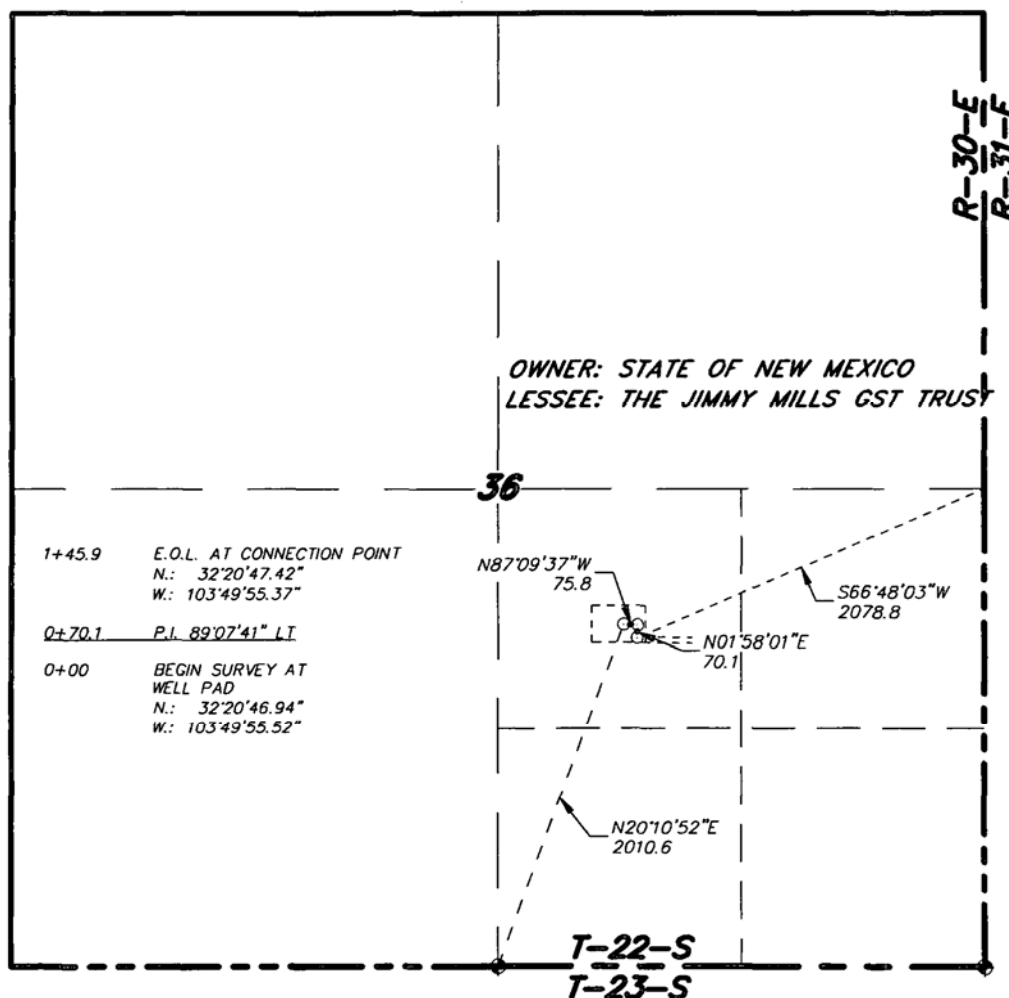 R-30-E
R-31-E
OWNER: STATE OF NEW MEXICO
LESSEE: THE JIMMY MILLS GST TRUST
36
1+45.9 E.O.L. AT CONNECTION POINT
N.: 32°20'47.42"
W.: 103°49'55.37"
0+70.1 P.I. 89°07'41" LT
0+00 BEGIN SURVEY AT
WELL PAD
N.: 32°20'46.94"
W.: 103°49'55.52"
N87°09'37"W
75.8
S66°48'03"W
2078.8
N01°58'01"E
70.1
N20°10'52"E
2010.6
T-22-S
T-23-S